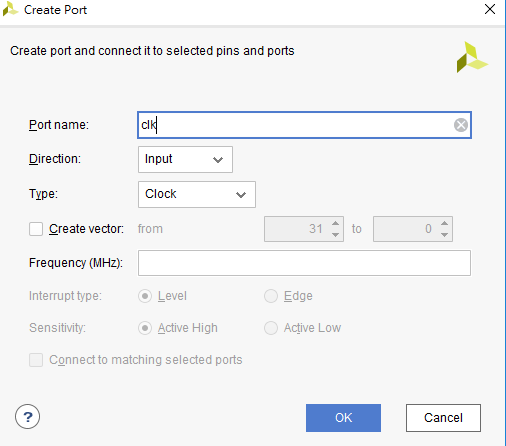 Create Port
Create port and connect it to selected pins and ports
Port name: clk
Direction: Input
Type: Clock
Create vector: from 31 to 0
Frequency (MHz):
Interrupt type: Level Edge
Sensitivity: Active High Active Low
Connect to matching selected ports
? OK Cancel